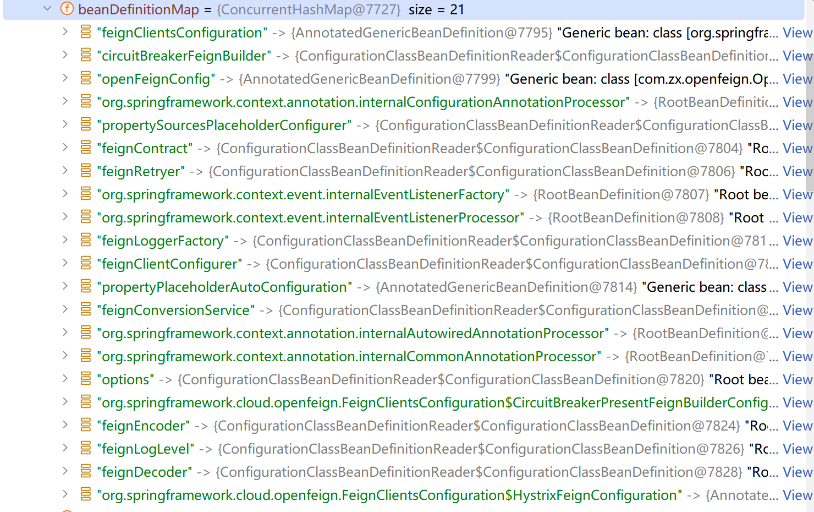 beanDefinitionMap = {ConcurrentHashMap@7727} size = 21
"feignClientsConfiguration" -> {AnnotatedGenericBeanDefinition@7795} "Generic bean: class [org.springfra... View
"circuitBreakerFeignBuilder" -> {ConfigurationClassBeanDefinitionReader$ConfigurationClassBeanDefinitio... View
"openFeignConfig" -> {AnnotatedGenericBeanDefinition@7799} "Generic bean: class [com.zx.openfeign.Op... View
"org.springframework.context.annotation.internalConfigurationAnnotationProcessor" -> {RootBeanDefinitic... View
"propertySourcesPlaceholderConfigurer" -> {ConfigurationClassBeanDefinitionReader$ConfigurationClassB... View
"feignContract" -> {ConfigurationClassBeanDefinitionReader$ConfigurationClassBeanDefinition@7804} "Ro... View
"feignRetryer" -> {ConfigurationClassBeanDefinitionReader$ConfigurationClassBeanDefinition@7806} "Roc... View
"org.springframework.context.event.internalEventListenerFactory" -> {RootBeanDefinition@7807} "Root be... View
"org.springframework.context.event.internalEventListenerProcessor" -> {RootBeanDefinition@7808} "Root ... View
"feignLoggerFactory" -> {ConfigurationClassBeanDefinitionReader$ConfigurationClassBeanDefinition@781... View
"feignClientConfigurer" -> {ConfigurationClassBeanDefinitionReader$ConfigurationClassBeanDefinition@78... View
"propertyPlaceholderAutoConfiguration" -> {AnnotatedGenericBeanDefinition@7814} "Generic bean: class ... View
"feignConversionService" -> {ConfigurationClassBeanDefinitionReader$ConfigurationClassBeanDefinition@... View
"org.springframework.context.annotation.internalAutowiredAnnotationProcessor" -> {RootBeanDefinition@... View
"org.springframework.context.annotation.internalCommonAnnotationProcessor" -> {RootBeanDefinition@7... View
"options" -> {ConfigurationClassBeanDefinitionReader$ConfigurationClassBeanDefinition@7820} "Root bea... View
"org.springframework.cloud.openfeign.FeignClientsConfiguration$CircuitBreakerPresentFeignBuilderConfig... View
"feignEncoder" -> {ConfigurationClassBeanDefinitionReader$ConfigurationClassBeanDefinition@7824} "Ro... View
"feignLogLevel" -> {ConfigurationClassBeanDefinitionReader$ConfigurationClassBeanDefinition@7826} "Rc... View
"feignDecoder" -> {ConfigurationClassBeanDefinitionReader$ConfigurationClassBeanDefinition@7828} "Ro... View
"org.springframework.cloud.openfeign.FeignClientsConfiguration$HystrixFeignConfiguration" -> {Annotate... View